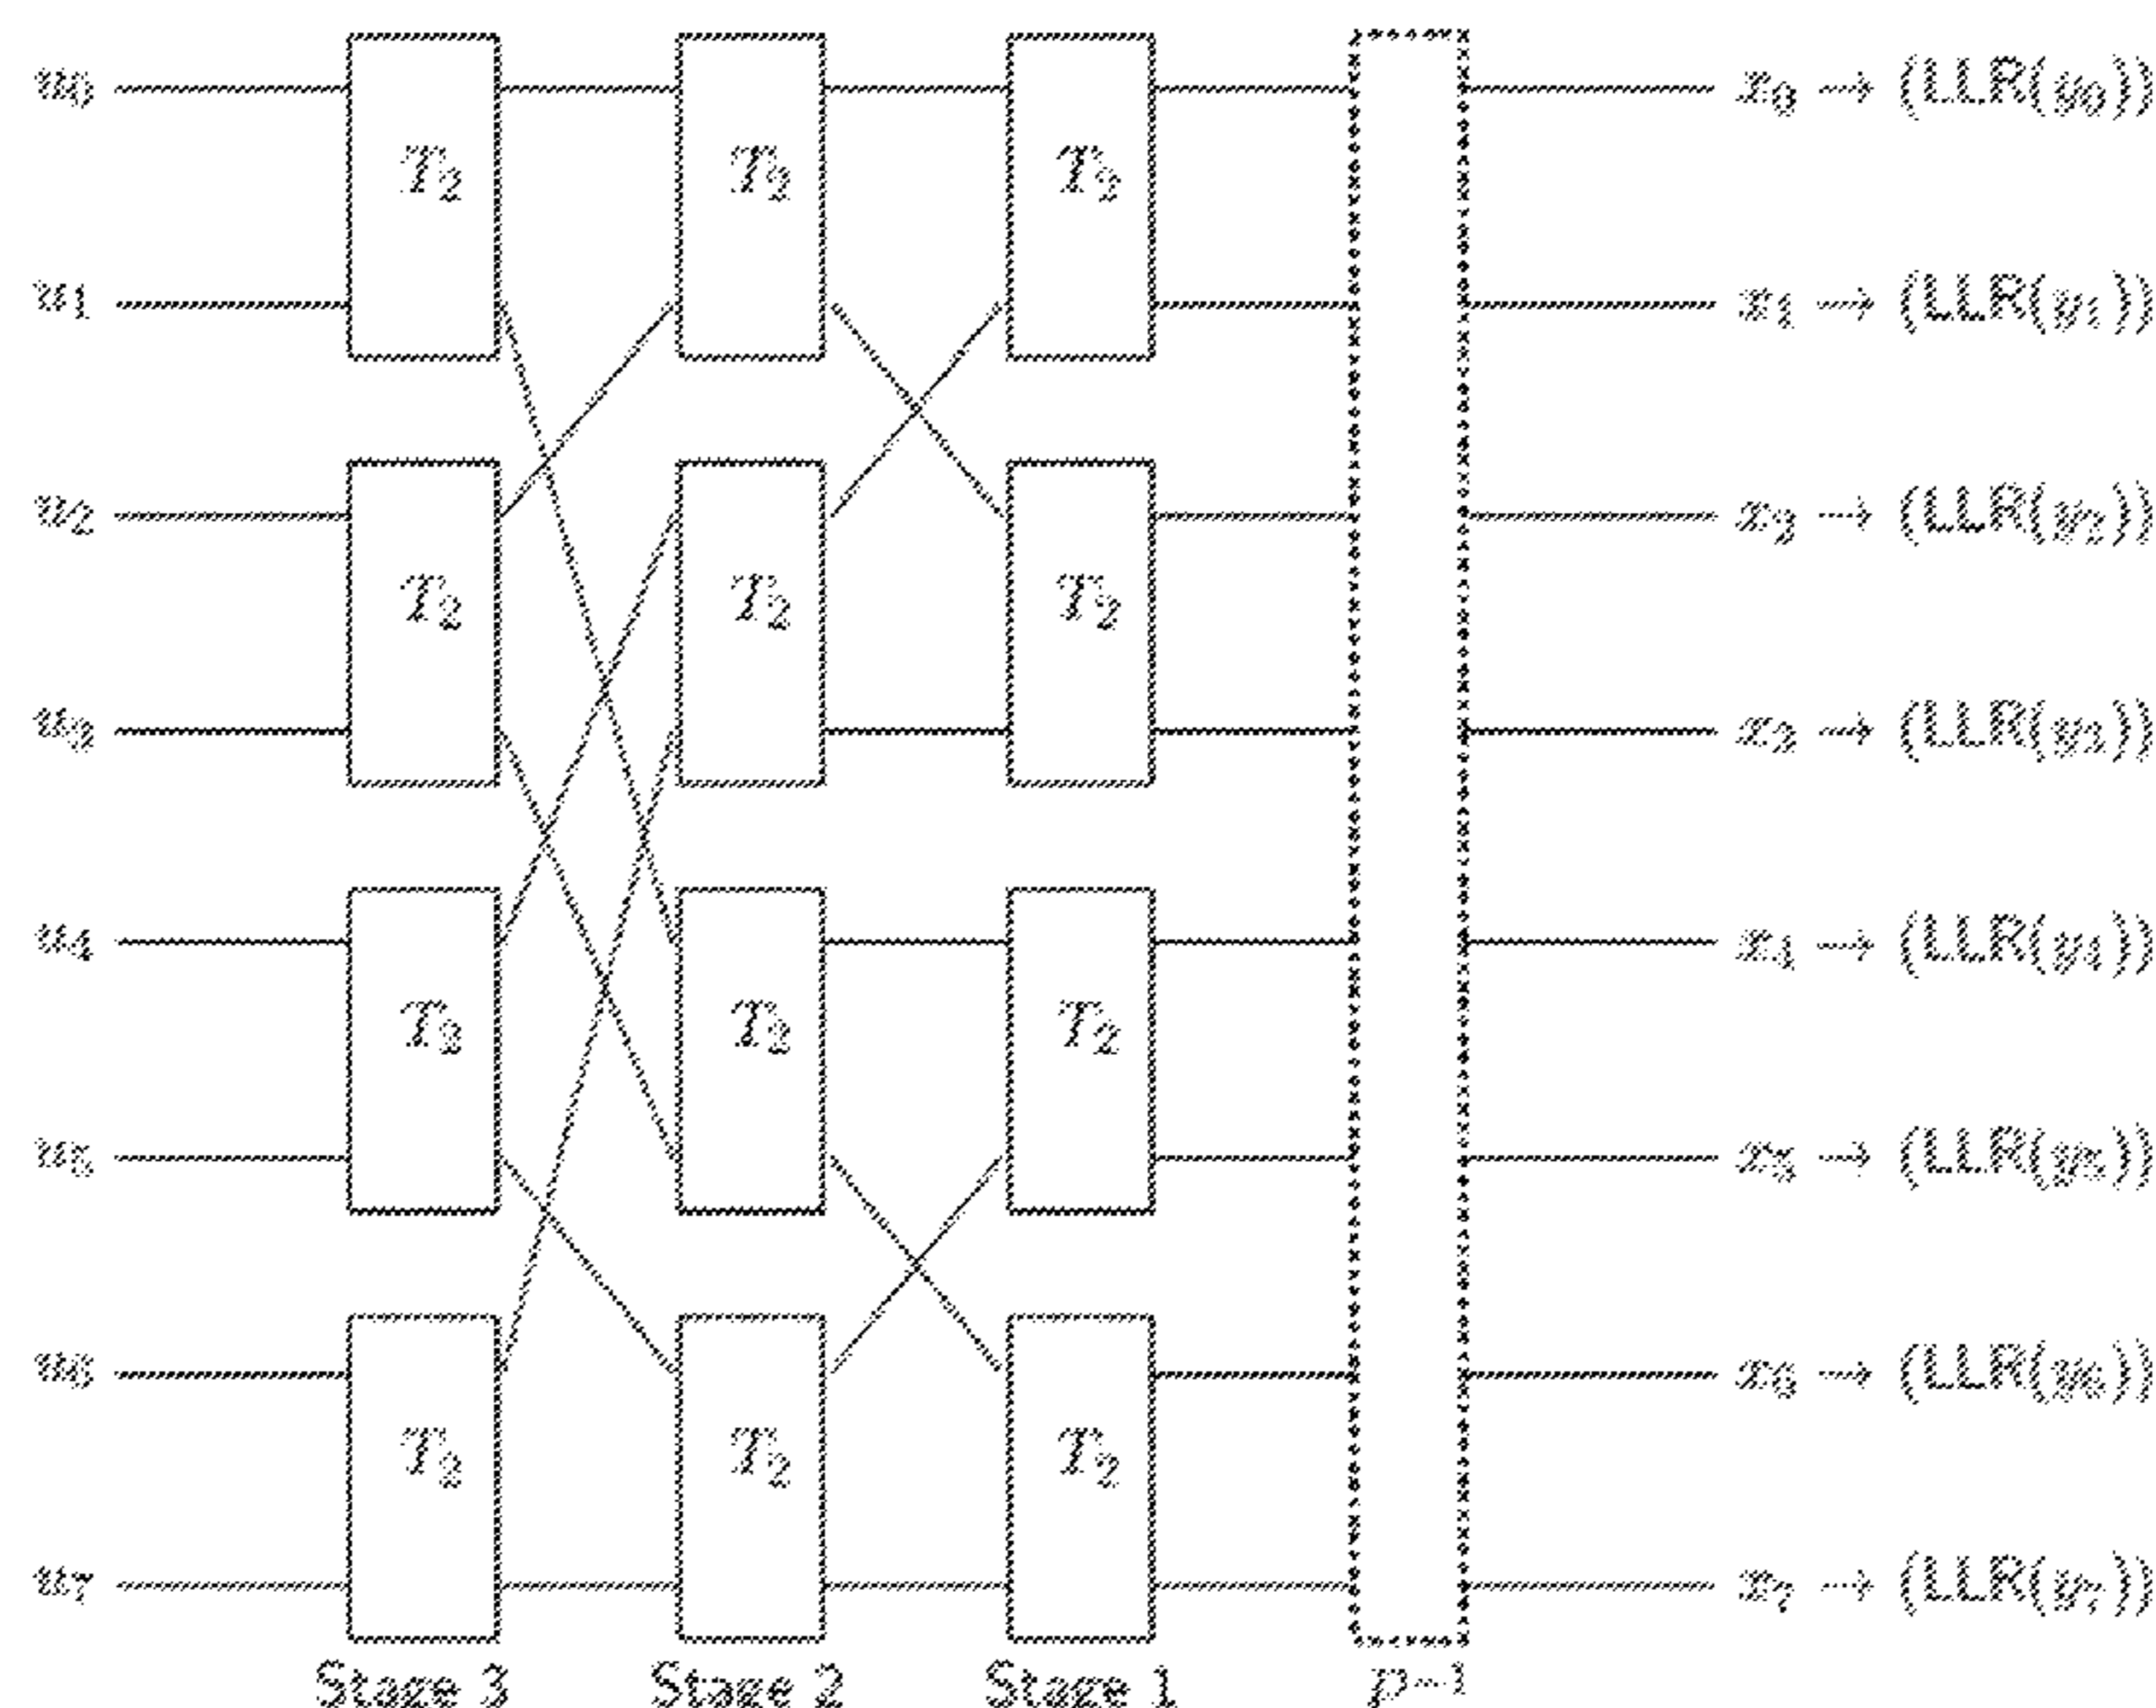 u0 T2 T2 T2 x0 → (LLR(y0))
u1 x1 → (LLR(y1))
u2 T2 T2 T2 x2 → (LLR(y2))
u3 x3 → (LLR(y3))
u4 T2 T2 T2 x4 → (LLR(y4))
u5 x5 → (LLR(y5))
u6 T2 T2 T2 x6 → (LLR(y6))
u7 x7 → (LLR(y7))
Stage 3 Stage 2 Stage 1 P−1